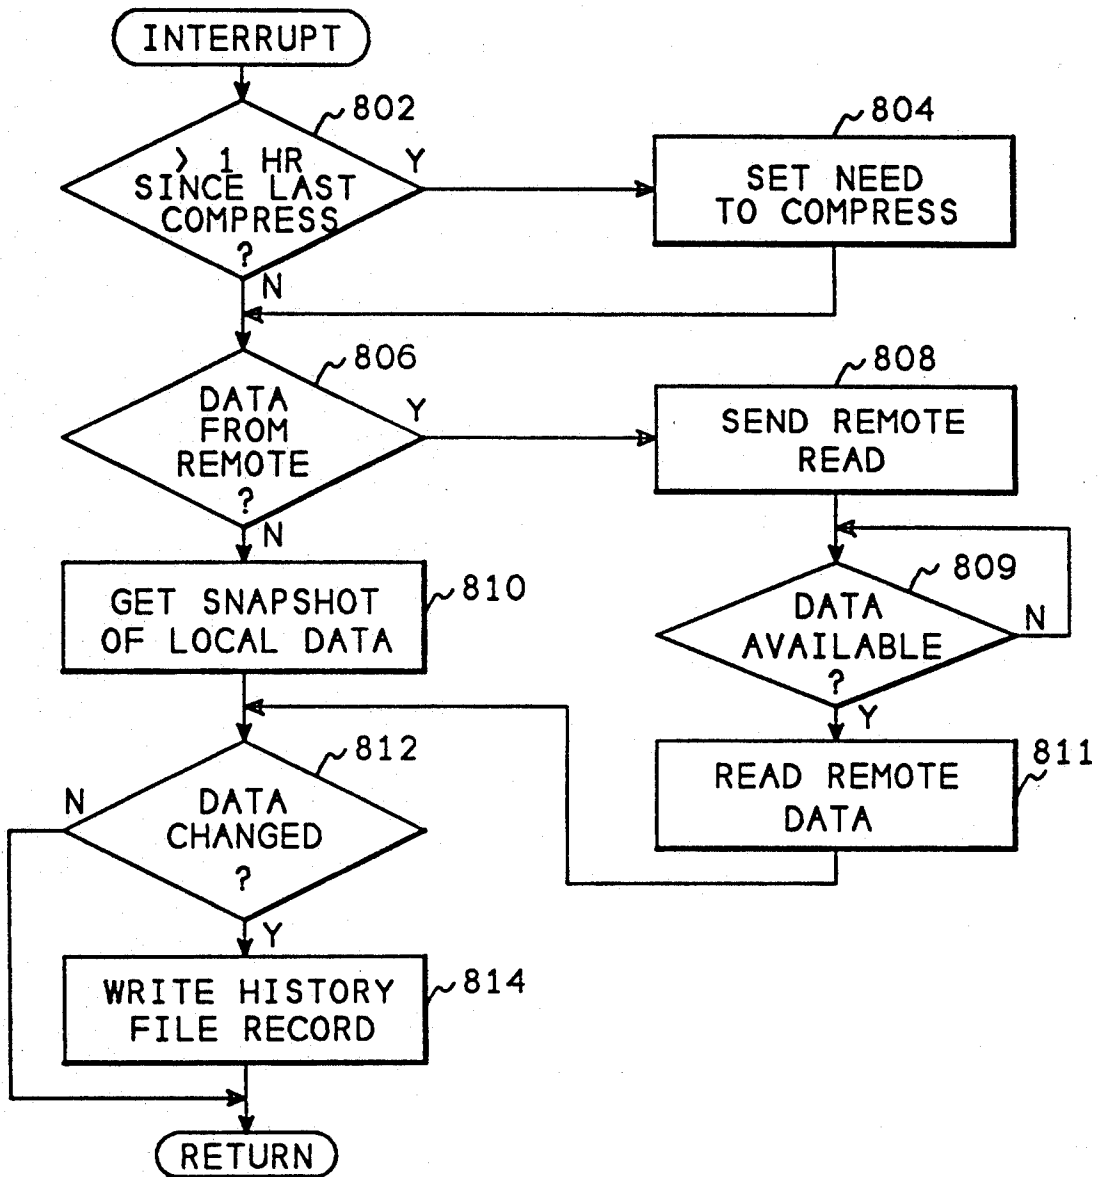 INTERRUPT
802
> 1 HR
SINCE LAST
COMPRESS
?
Y
N
804
SET NEED
TO COMPRESS
806
DATA
FROM
REMOTE
?
Y
N
808
SEND REMOTE
READ
810
GET SNAPSHOT
OF LOCAL DATA
809
DATA
AVAILABLE
?
N
Y
811
READ REMOTE
DATA
812
DATA
CHANGED
?
N
Y
814
WRITE HISTORY
FILE RECORD
RETURN